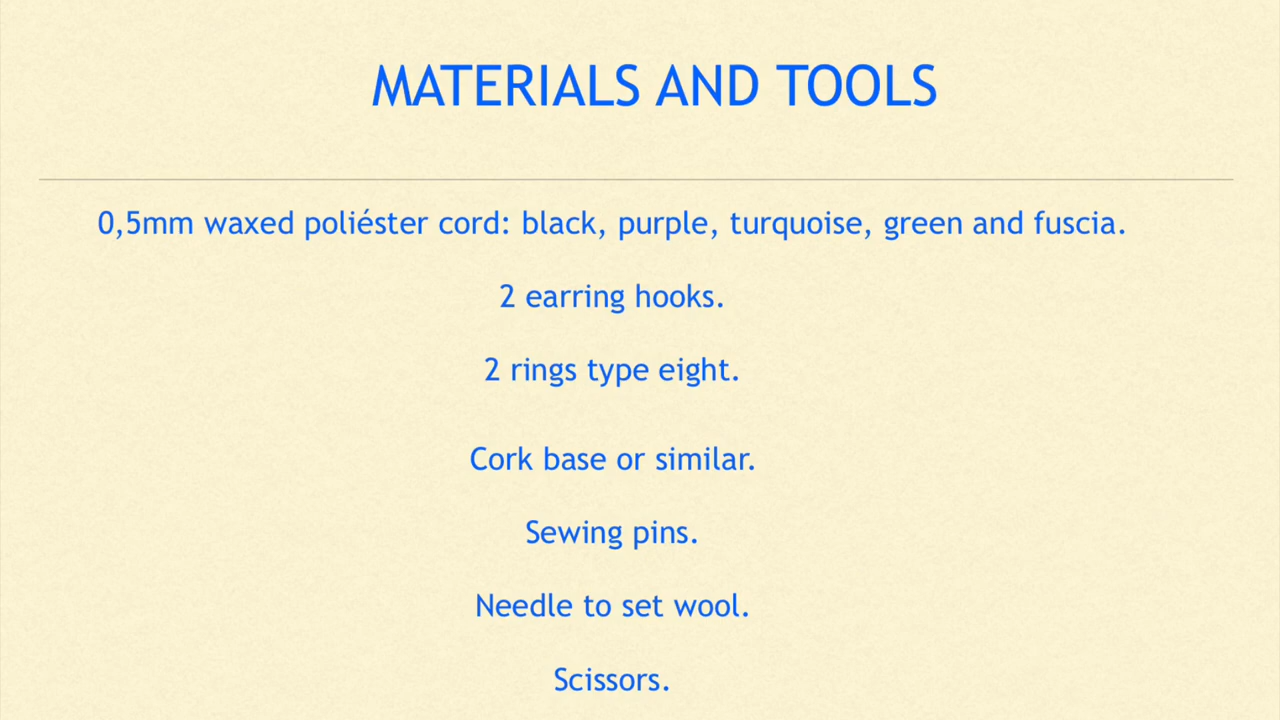 MATERIALS AND TOOLS
0,5mm waxed poliéster cord: black, purple, turquoise, green and fuscia.
2 earring hooks.
2 rings type eight.
Cork base or similar.
Sewing pins.
Needle to set wool.
Scissors.